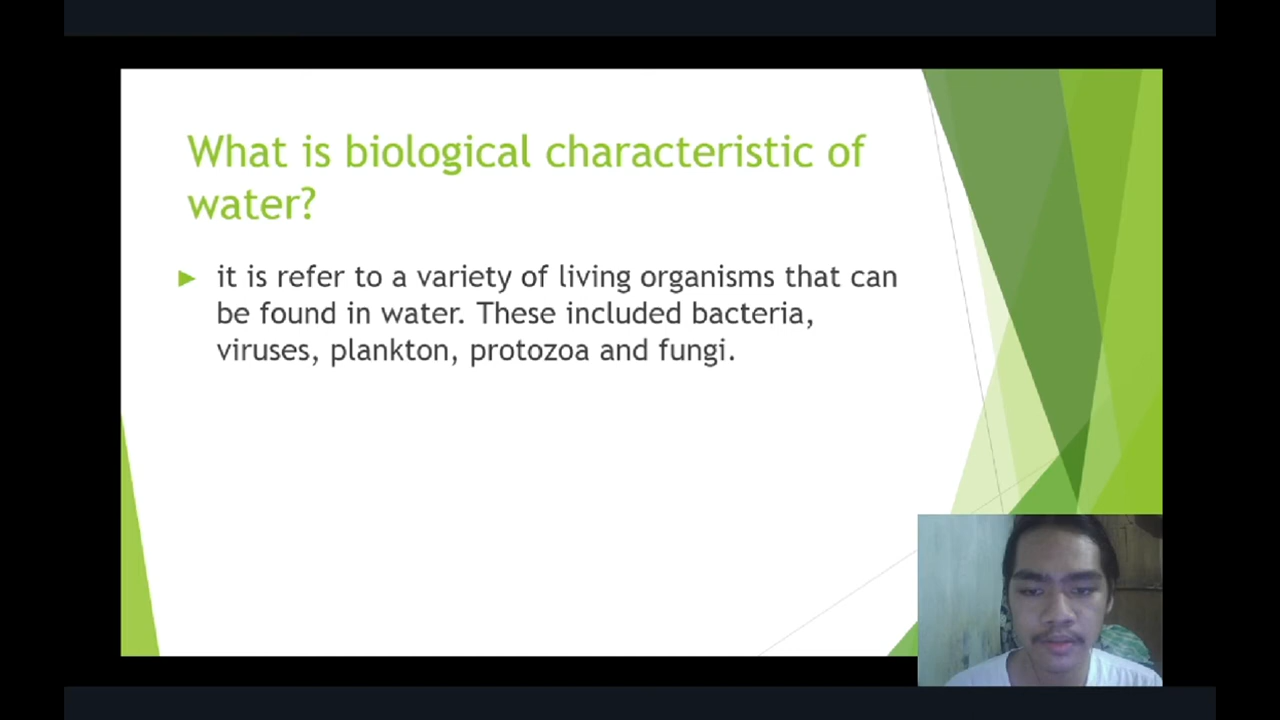 What is biological characteristic of
water?
it is refer to a variety of living organisms that can
be found in water. These included bacteria,
viruses, plankton, protozoa and fungi.